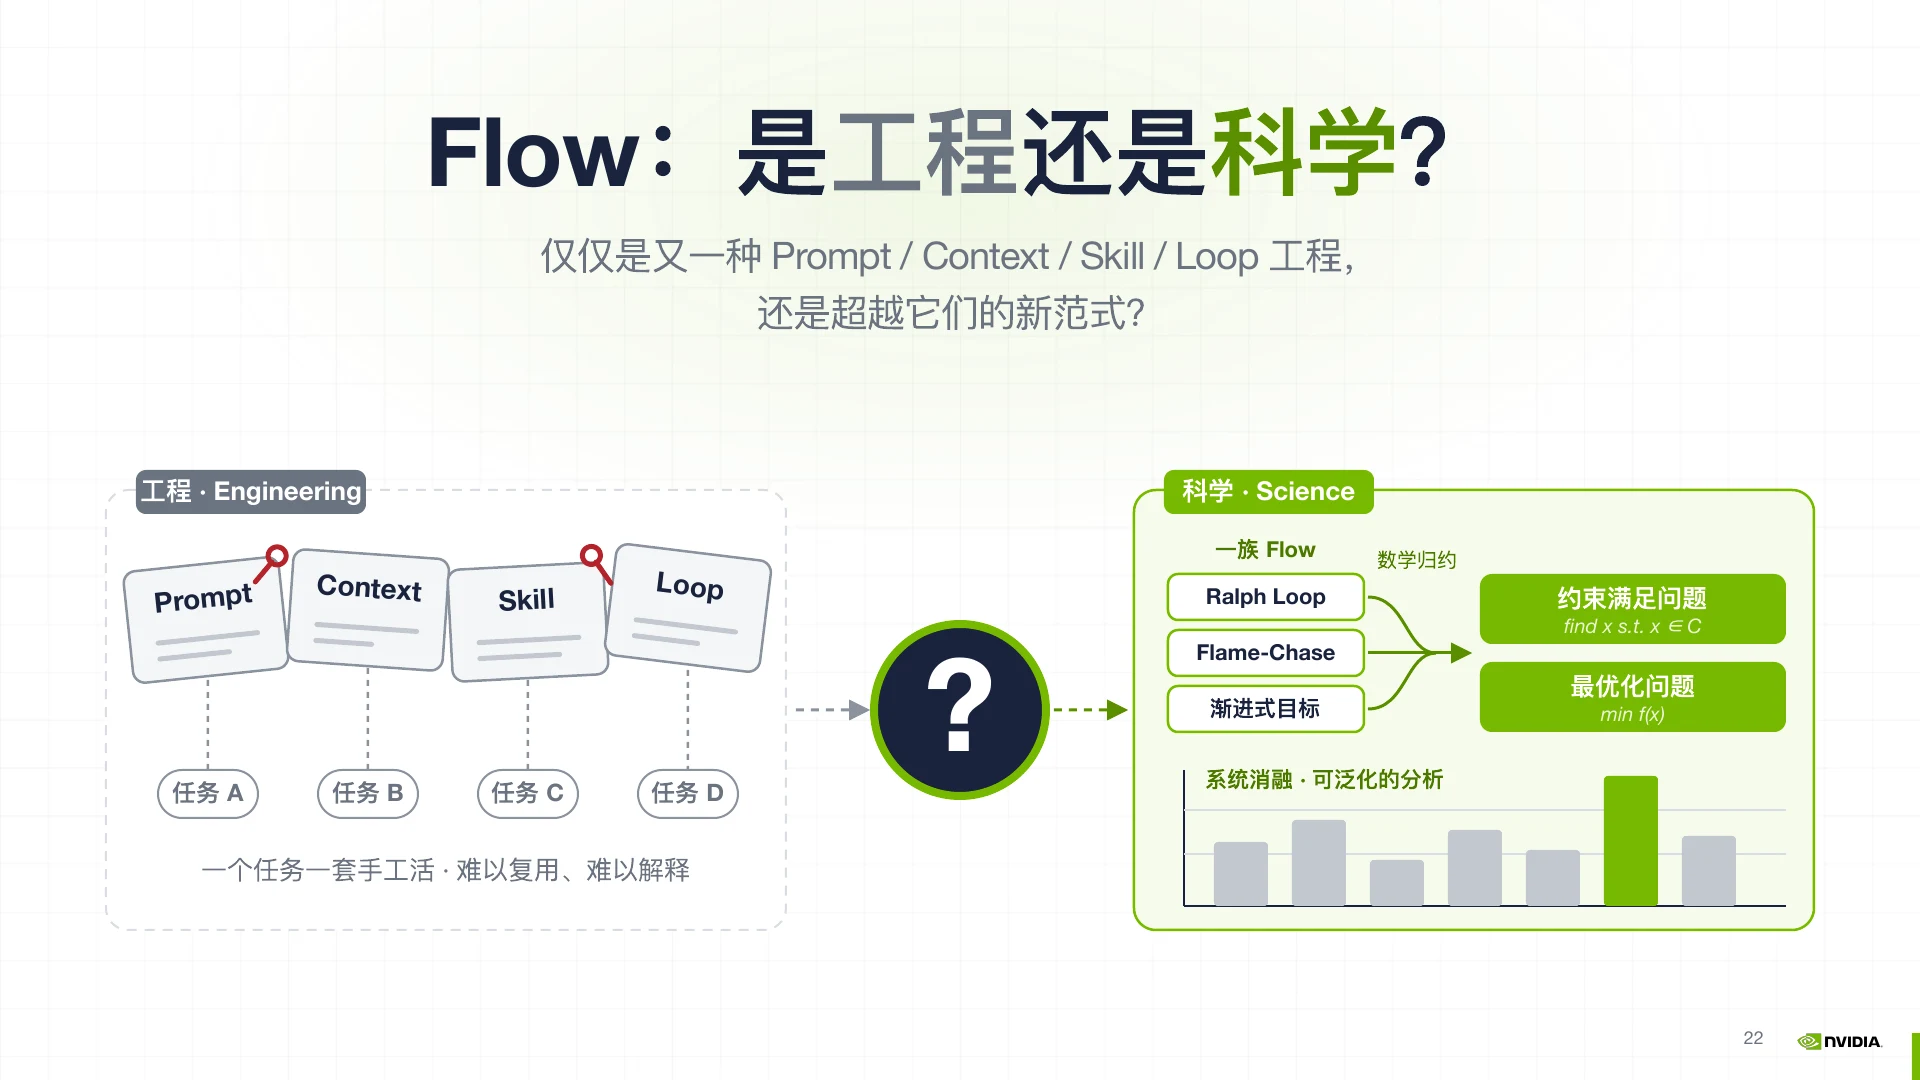 Flow：是工程还是科学？
仅仅是又一种 Prompt / Context / Skill / Loop 工程，
还是超越它们的新范式？
工程 · Engineering
Prompt
Context
Skill
Loop
任务 A
任务 B
任务 C
任务 D
一个任务一套手工活 · 难以复用、难以解释
?
科学 · Science
一族 Flow
数学归约
Ralph Loop
Flame-Chase
渐进式目标
约束满足问题
find x s.t. x ∈ C
最优化问题
min f(x)
系统消融 · 可泛化的分析
22
NVIDIA